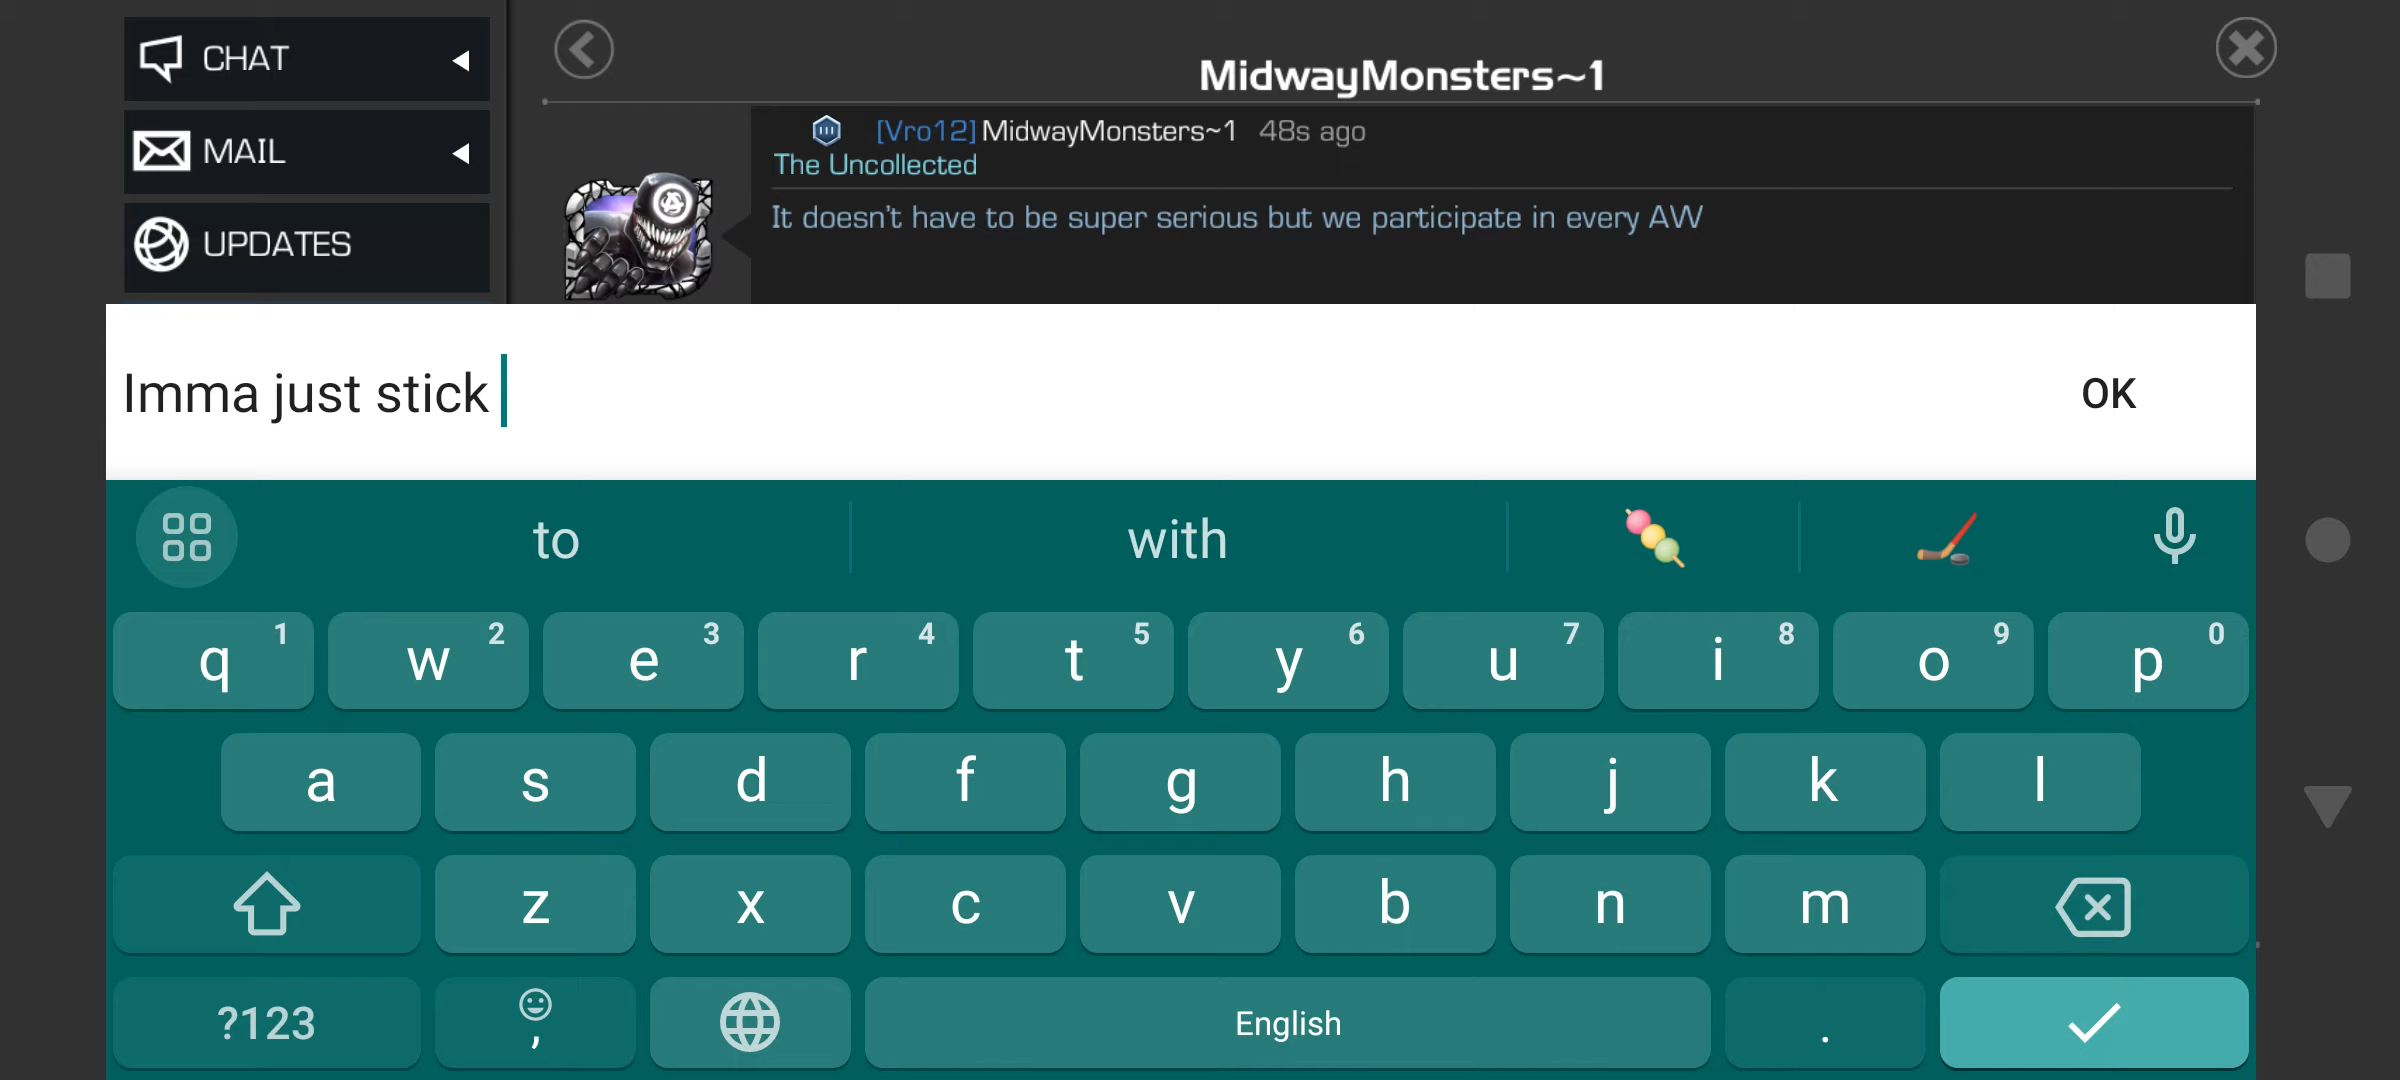 CHAT
MAIL
UPDATES
MidwayMonsters~1
[Vro12] MidwayMonsters~1 48s ago
The Uncollected
It doesn't have to be super serious but we participate in every AW
Imma just stick
OK
to with
q 1 w 2 e 3 r 4 t 5 y 6 u 7 i 8 o 9 p 0
a s d f g h j k l
z x c v b n m
?123 , English .